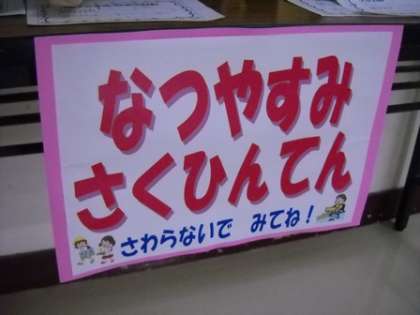 なつやすみ
さくひんてん
さわらないで　みてね！